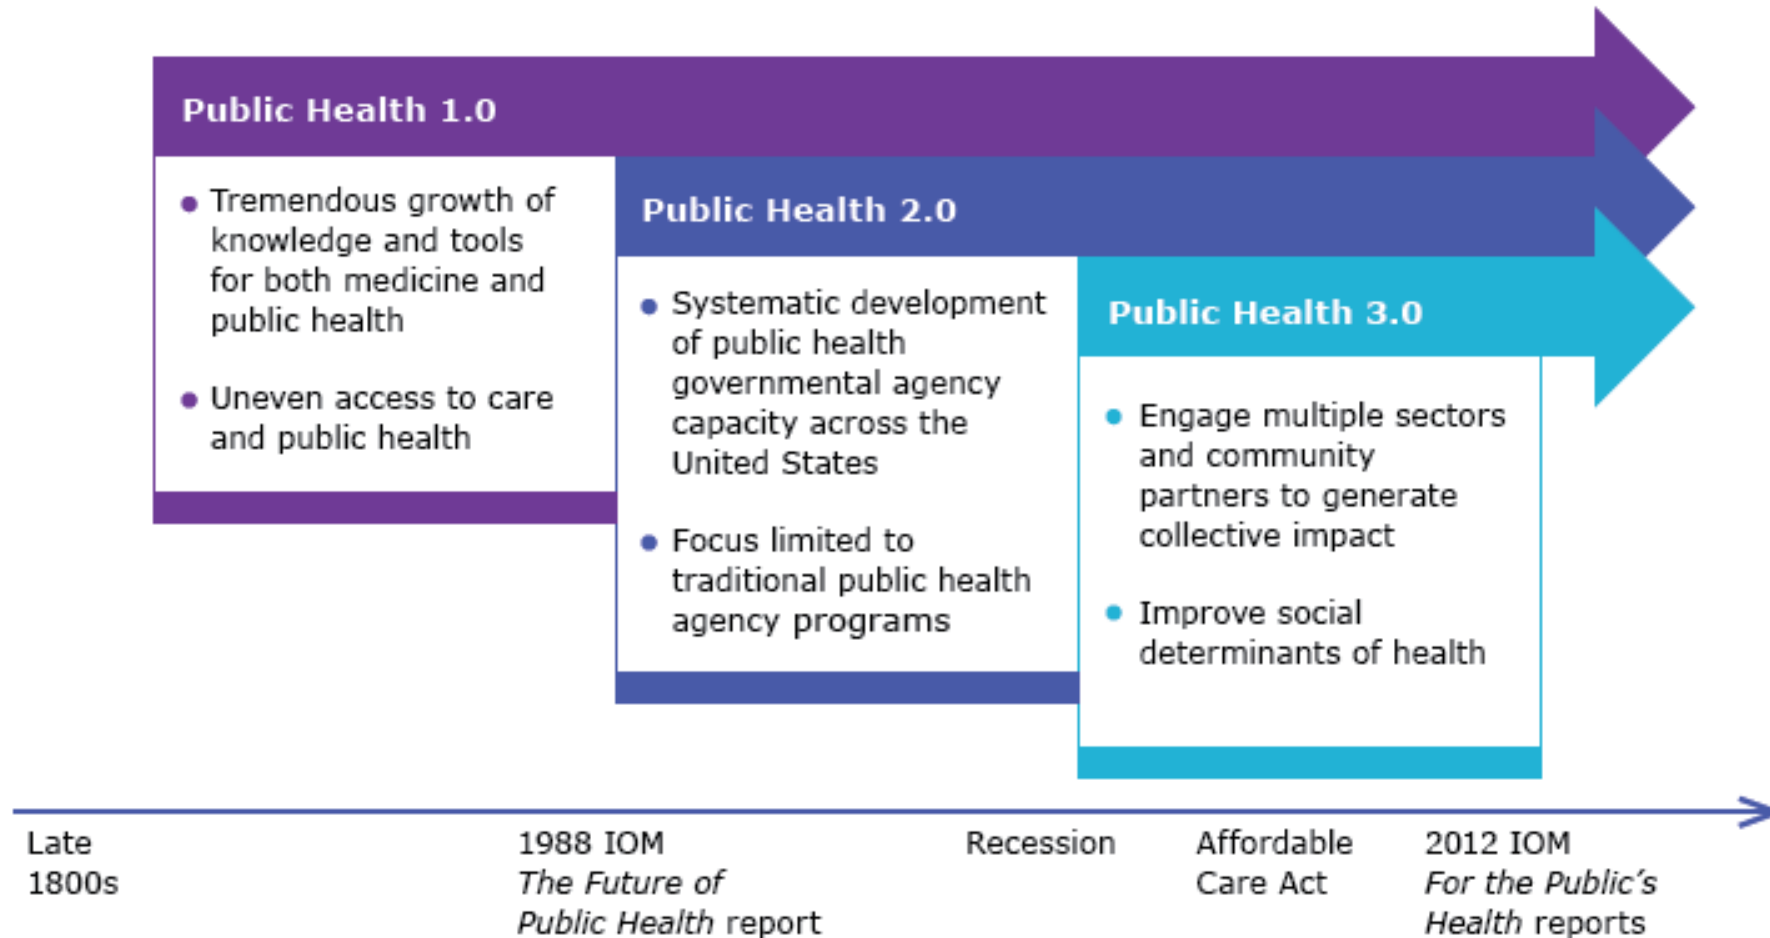 Public Health 1.0
• Tremendous growth of
knowledge and tools
for both medicine and
public health
• Uneven access to care
and public health
Public Health 2.0
• Systematic development
of public health
governmental agency
capacity across the
United States
• Focus limited to
traditional public health
agency programs
Public Health 3.0
• Engage multiple sectors
and community
partners to generate
collective impact
• Improve social
determinants of health
Late
1800s
1988 IOM
The Future of
Public Health report
Recession
Affordable
Care Act
2012 IOM
For the Public's
Health reports